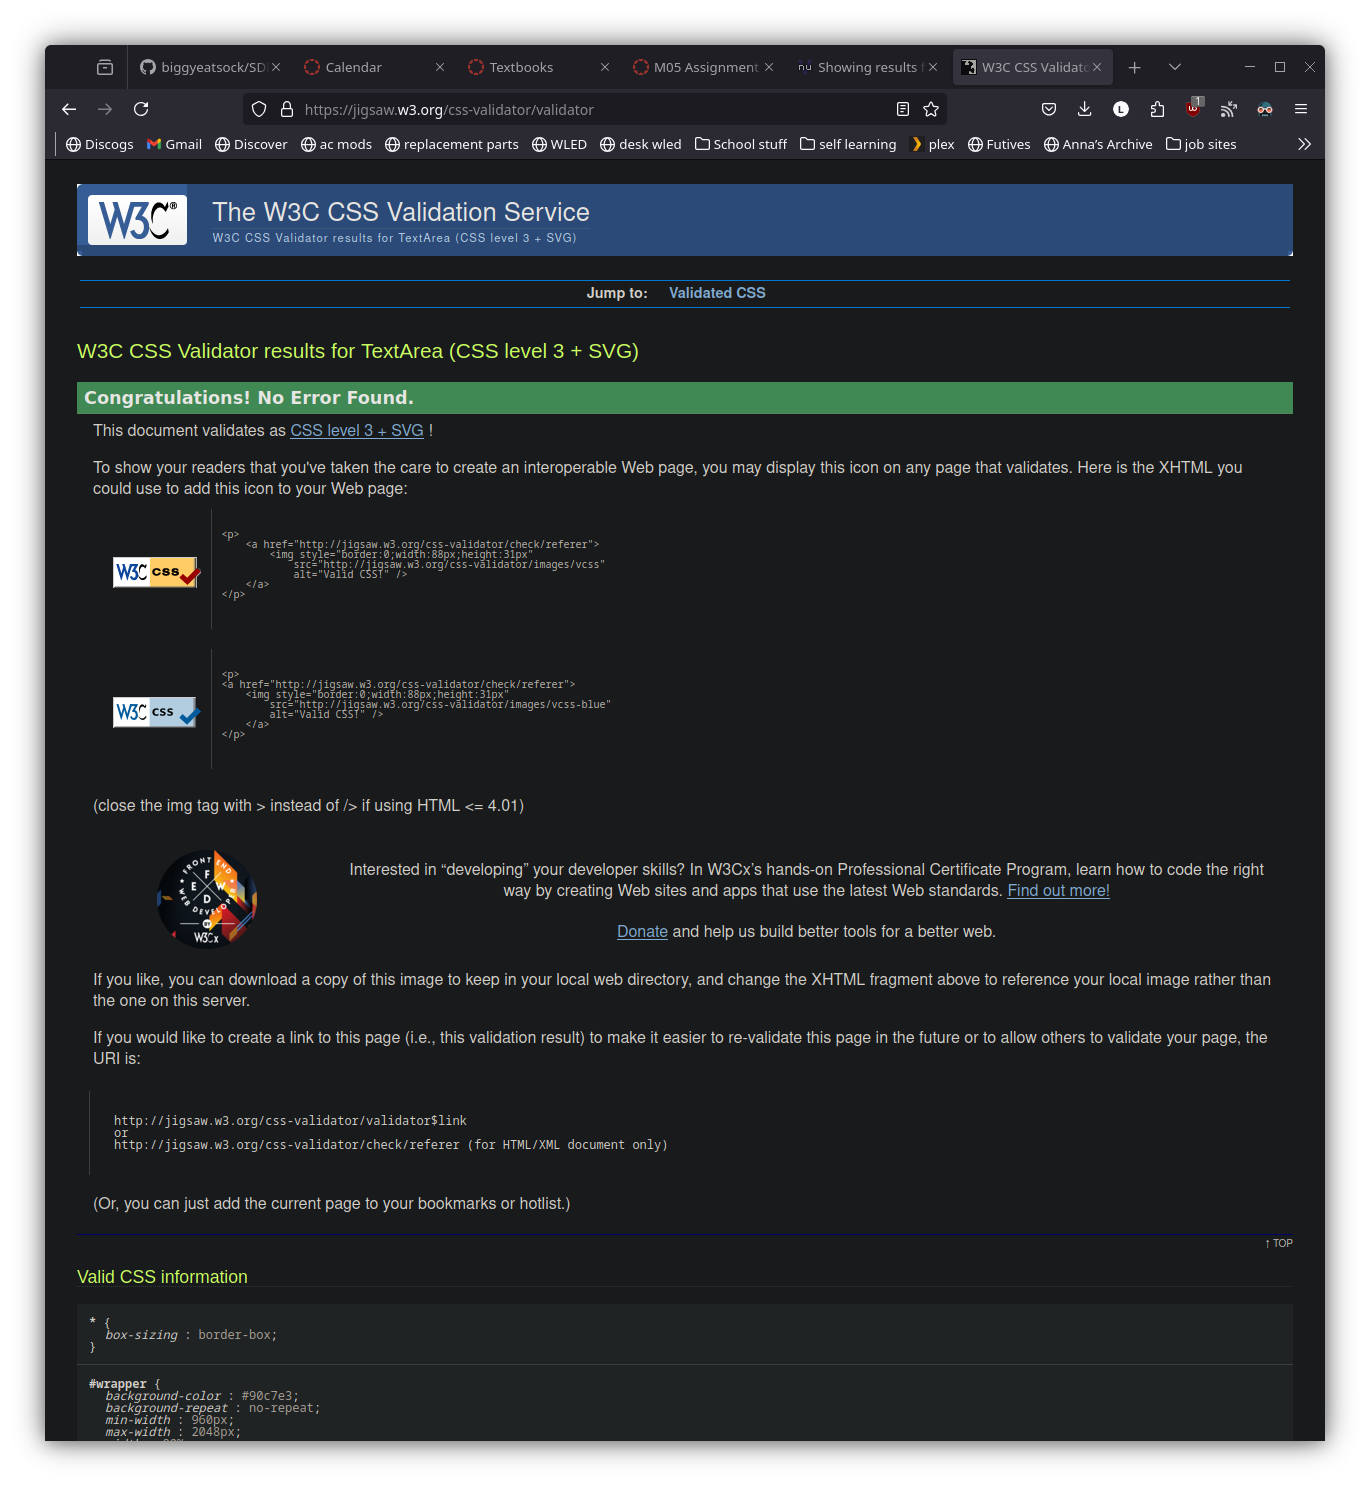 biggyeatsock/SD
Calendar
Textbooks
M05 Assignment
Showing results f
W3C CSS Validato
https://jigsaw.w3.org/css-validator/validator
L
1
Discogs
Gmail
Discover
ac mods
replacement parts
WLED
desk wled
School stuff
self learning
plex
Futives
Anna's Archive
job sites
W3C®
The W3C CSS Validation Service
W3C CSS Validator results for TextArea (CSS level 3 + SVG)
Jump to: Validated CSS
W3C CSS Validator results for TextArea (CSS level 3 + SVG)
Congratulations! No Error Found.
This document validates as CSS level 3 + SVG !
To show your readers that you've taken the care to create an interoperable Web page, you may display this icon on any page that validates. Here is the XHTML you
could use to add this icon to your Web page:
W3C css
<p>
    <a href="http://jigsaw.w3.org/css-validator/check/referer">
        <img style="border:0;width:88px;height:31px"
            src="http://jigsaw.w3.org/css-validator/images/vcss"
            alt="Valid CSS!" />
    </a>
</p>
W3C css
<p>
<a href="http://jigsaw.w3.org/css-validator/check/referer">
    <img style="border:0;width:88px;height:31px"
        src="http://jigsaw.w3.org/css-validator/images/vcss-blue"
        alt="Valid CSS!" />
    </a>
</p>
(close the img tag with > instead of /> if using HTML <= 4.01)
FRONT END
F E W D
WEB DEVELOPER
BY
W3Cx
Interested in “developing” your developer skills? In W3Cx’s hands-on Professional Certificate Program, learn how to code the right
way by creating Web sites and apps that use the latest Web standards. Find out more!
Donate and help us build better tools for a better web.
If you like, you can download a copy of this image to keep in your local web directory, and change the XHTML fragment above to reference your local image rather than
the one on this server.
If you would like to create a link to this page (i.e., this validation result) to make it easier to re-validate this page in the future or to allow others to validate your page, the
URI is:
http://jigsaw.w3.org/css-validator/validator$link
or
http://jigsaw.w3.org/css-validator/check/referer (for HTML/XML document only)
(Or, you can just add the current page to your bookmarks or hotlist.)
↑ TOP
Valid CSS information
* {
  box-sizing : border-box;
}
#wrapper {
  background-color : #90c7e3;
  background-repeat : no-repeat;
  min-width : 960px;
  max-width : 2048px;